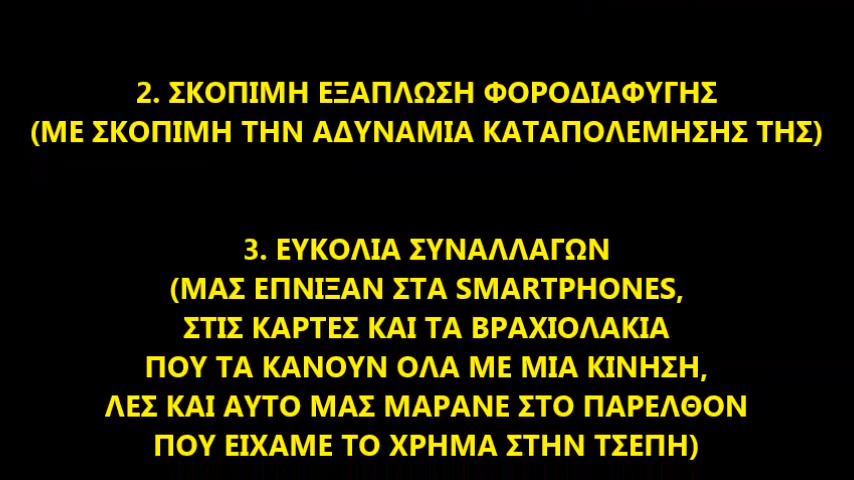 2. ΣΚΟΠΙΜΗ ΕΞΑΠΛΩΣΗ ΦΟΡΟΔΙΑΦΥΓΗΣ
(ΜΕ ΣΚΟΠΙΜΗ ΤΗΝ ΑΔΥΝΑΜΙΑ ΚΑΤΑΠΟΛΕΜΗΣΗΣ ΤΗΣ)
3. ΕΥΚΟΛΙΑ ΣΥΝΑΛΛΑΓΩΝ
(ΜΑΣ ΕΠΝΙΞΑΝ ΣΤΑ SMARTPHONES,
ΣΤΙΣ ΚΑΡΤΕΣ ΚΑΙ ΤΑ ΒΡΑΧΙΟΛΑΚΙΑ
ΠΟΥ ΤΑ ΚΑΝΟΥΝ ΟΛΑ ΜΕ ΜΙΑ ΚΙΝΗΣΗ,
ΛΕΣ ΚΑΙ ΑΥΤΟ ΜΑΣ ΜΑΡΑΝΕ ΣΤΟ ΠΑΡΕΛΘΟΝ
ΠΟΥ ΕΙΧΑΜΕ ΤΟ ΧΡΗΜΑ ΣΤΗΝ ΤΣΕΠΗ)